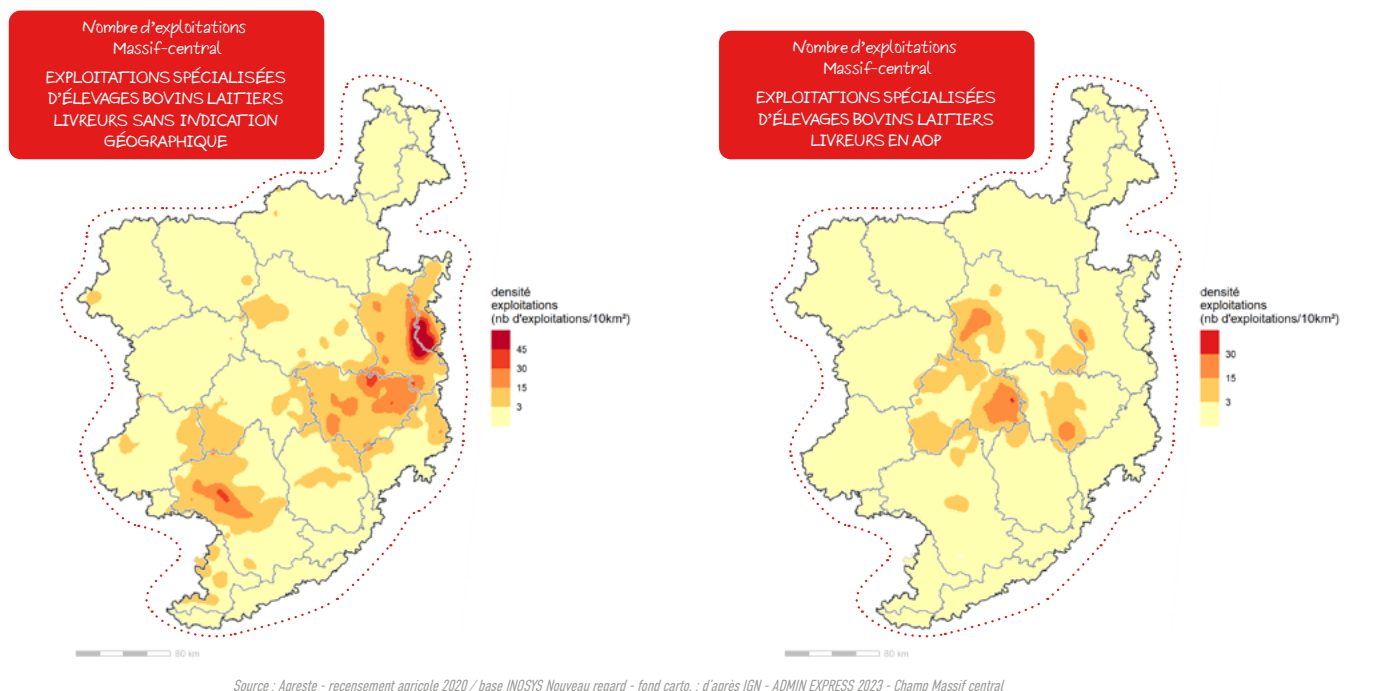 Nombre d'exploitations
Massif-central
EXPLOITATIONS SPÉCIALISÉES
D'ÉLEVAGES BOVINS LAITIERS
LIVREURS SANS INDICATION
GÉOGRAPHIQUE
densité
exploitations
(nb d'exploitations/10km²)
45
30
15
3
80 km
Nombre d'exploitations
Massif-central
EXPLOITATIONS SPÉCIALISÉES
D'ÉLEVAGES BOVINS LAITIERS
LIVREURS EN AOP
densité
exploitations
(nb d'exploitations/10km²)
30
15
3
80 km
Source : Agreste - recensement agricole 2020 / base INOSYS Nouveau regard - fond carto. : d'après IGN - ADMIN EXPRESS 2023 - Champ Massif central